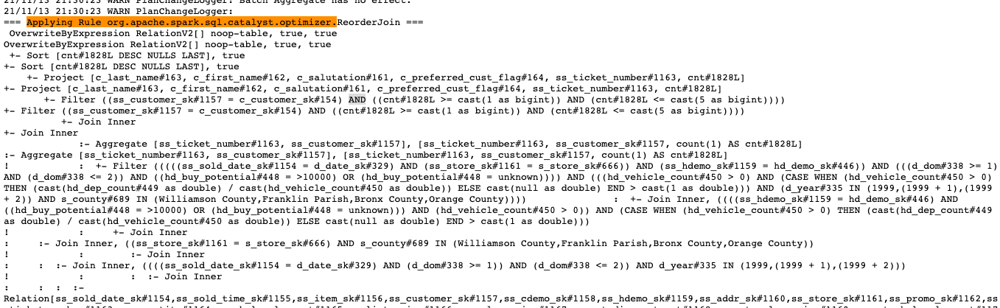 21/11/13 21:30:23 WARN PlanChangeLogger: Batch Aggregate has no effect.
21/11/13 21:30:23 WARN PlanChangeLogger:
=== Applying Rule org.apache.spark.sql.catalyst.optimizer.ReorderJoin ===
OverwriteByExpression RelationV2[] noop-table, true, true
OverwriteByExpression RelationV2[] noop-table, true, true
+- Sort [cnt#1828L DESC NULLS LAST], true
+- Sort [cnt#1828L DESC NULLS LAST], true
+- Project [c_last_name#163, c_first_name#162, c_salutation#161, c_preferred_cust_flag#164, ss_ticket_number#1163, cnt#1828L]
+- Project [c_last_name#163, c_first_name#162, c_salutation#161, c_preferred_cust_flag#164, ss_ticket_number#1163, cnt#1828L]
+- Filter ((ss_customer_sk#1157 = c_customer_sk#154) AND ((cnt#1828L >= cast(1 as bigint)) AND (cnt#1828L <= cast(5 as bigint))))
+- Filter ((ss_customer_sk#1157 = c_customer_sk#154) AND ((cnt#1828L >= cast(1 as bigint)) AND (cnt#1828L <= cast(5 as bigint))))
+- Join Inner
+- Join Inner
:- Aggregate [ss_ticket_number#1163, ss_customer_sk#1157], [ss_ticket_number#1163, ss_customer_sk#1157, count(1) AS cnt#1828L]
:- Aggregate [ss_ticket_number#1163, ss_customer_sk#1157], [ss_ticket_number#1163, ss_customer_sk#1157, count(1) AS cnt#1828L]
! : +- Filter (((((ss_sold_date_sk#1154 = d_date_sk#329) AND (ss_store_sk#1161 = s_store_sk#666)) AND (ss_hdemo_sk#1159 = hd_demo_sk#446)) AND (((d_dom#338 >= 1)
AND (d_dom#338 <= 2)) AND ((hd_buy_potential#448 = >10000) OR (hd_buy_potential#448 = unknown)))) AND (((hd_vehicle_count#450 > 0) AND (CASE WHEN (hd_vehicle_count#450 > 0)
THEN (cast(hd_dep_count#449 as double) / cast(hd_vehicle_count#450 as double)) ELSE cast(null as double) END > cast(1 as double))) AND (d_year#335 IN (1999,(1999 + 1),(1999
+ 2)) AND s_county#689 IN (Williamson County,Franklin Parish,Bronx County,Orange County)))) : +- Join Inner, ((((ss_hdemo_sk#1159 = hd_demo_sk#446) AND
((hd_buy_potential#448 = >10000) OR (hd_buy_potential#448 = unknown))) AND (hd_vehicle_count#450 > 0)) AND (CASE WHEN (hd_vehicle_count#450 > 0) THEN (cast(hd_dep_count#449
as double) / cast(hd_vehicle_count#450 as double)) ELSE cast(null as double) END > cast(1 as double)))
! : +- Join Inner
: :- Join Inner, ((ss_store_sk#1161 = s_store_sk#666) AND s_county#689 IN (Williamson County,Franklin Parish,Bronx County,Orange County))
! : :- Join Inner
: : :- Join Inner, ((((ss_sold_date_sk#1154 = d_date_sk#329) AND (d_dom#338 >= 1)) AND (d_dom#338 <= 2)) AND d_year#335 IN (1999,(1999 + 1),(1999 + 2)))
! : : :- Join Inner
: : : :-
Relation[ss_sold_date_sk#1154,ss_sold_time_sk#1155,ss_item_sk#1156,ss_customer_sk#1157,ss_cdemo_sk#1158,ss_hdemo_sk#1159,ss_addr_sk#1160,ss_store_sk#1161,ss_promo_sk#1162,ss